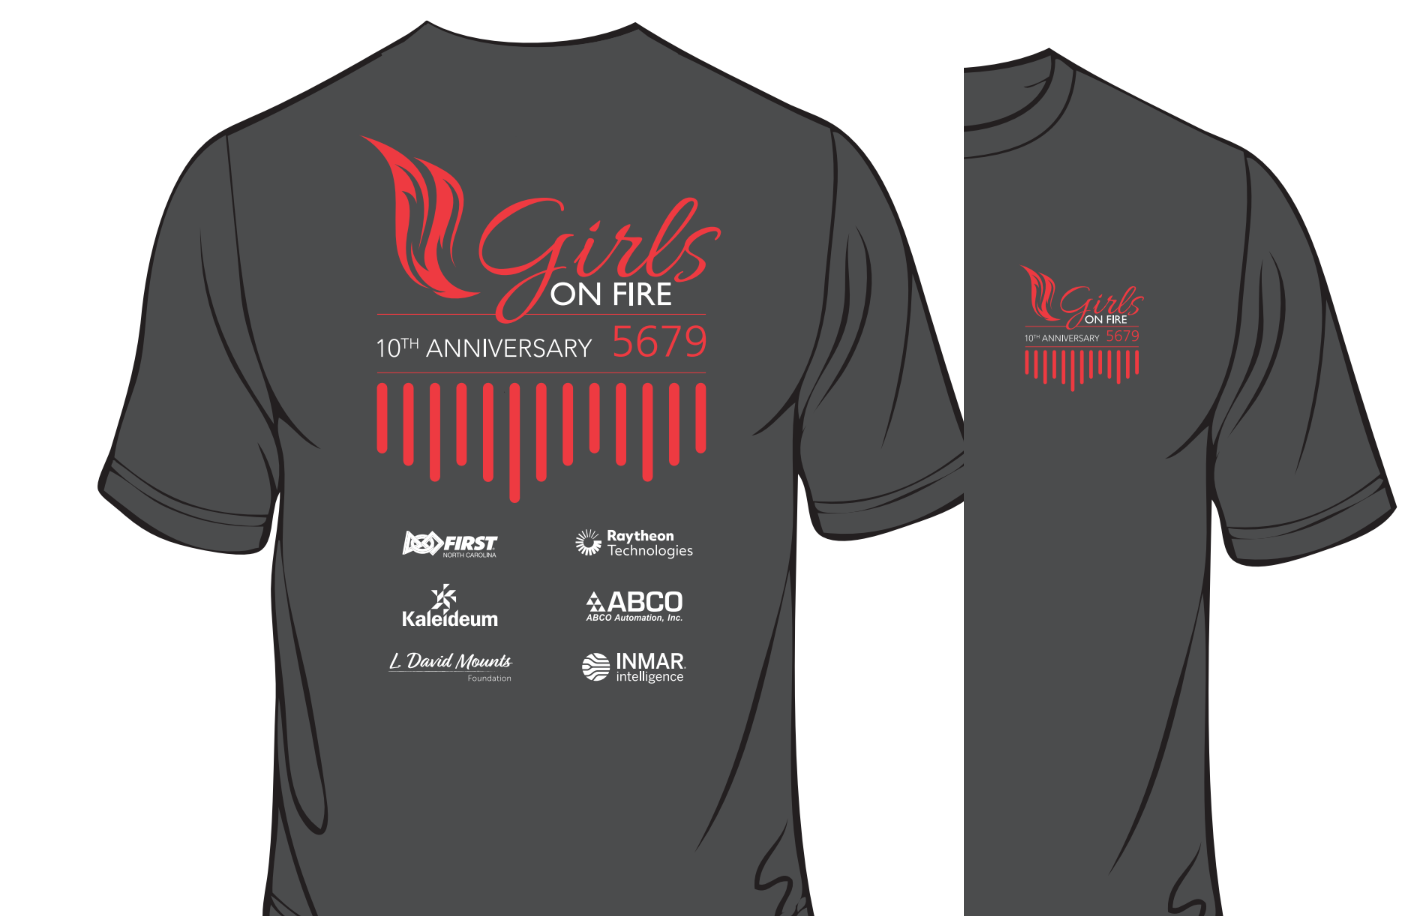 Girls
ON FIRE
10TH ANNIVERSARY 5679
FIRST
NORTH CAROLINA
Raytheon
Technologies
Kaleideum
ABCO
ABCO Automation, Inc.
L. David Mounts
Foundation
INMAR
intelligence
Girls
ON FIRE
10TH ANNIVERSARY 5679